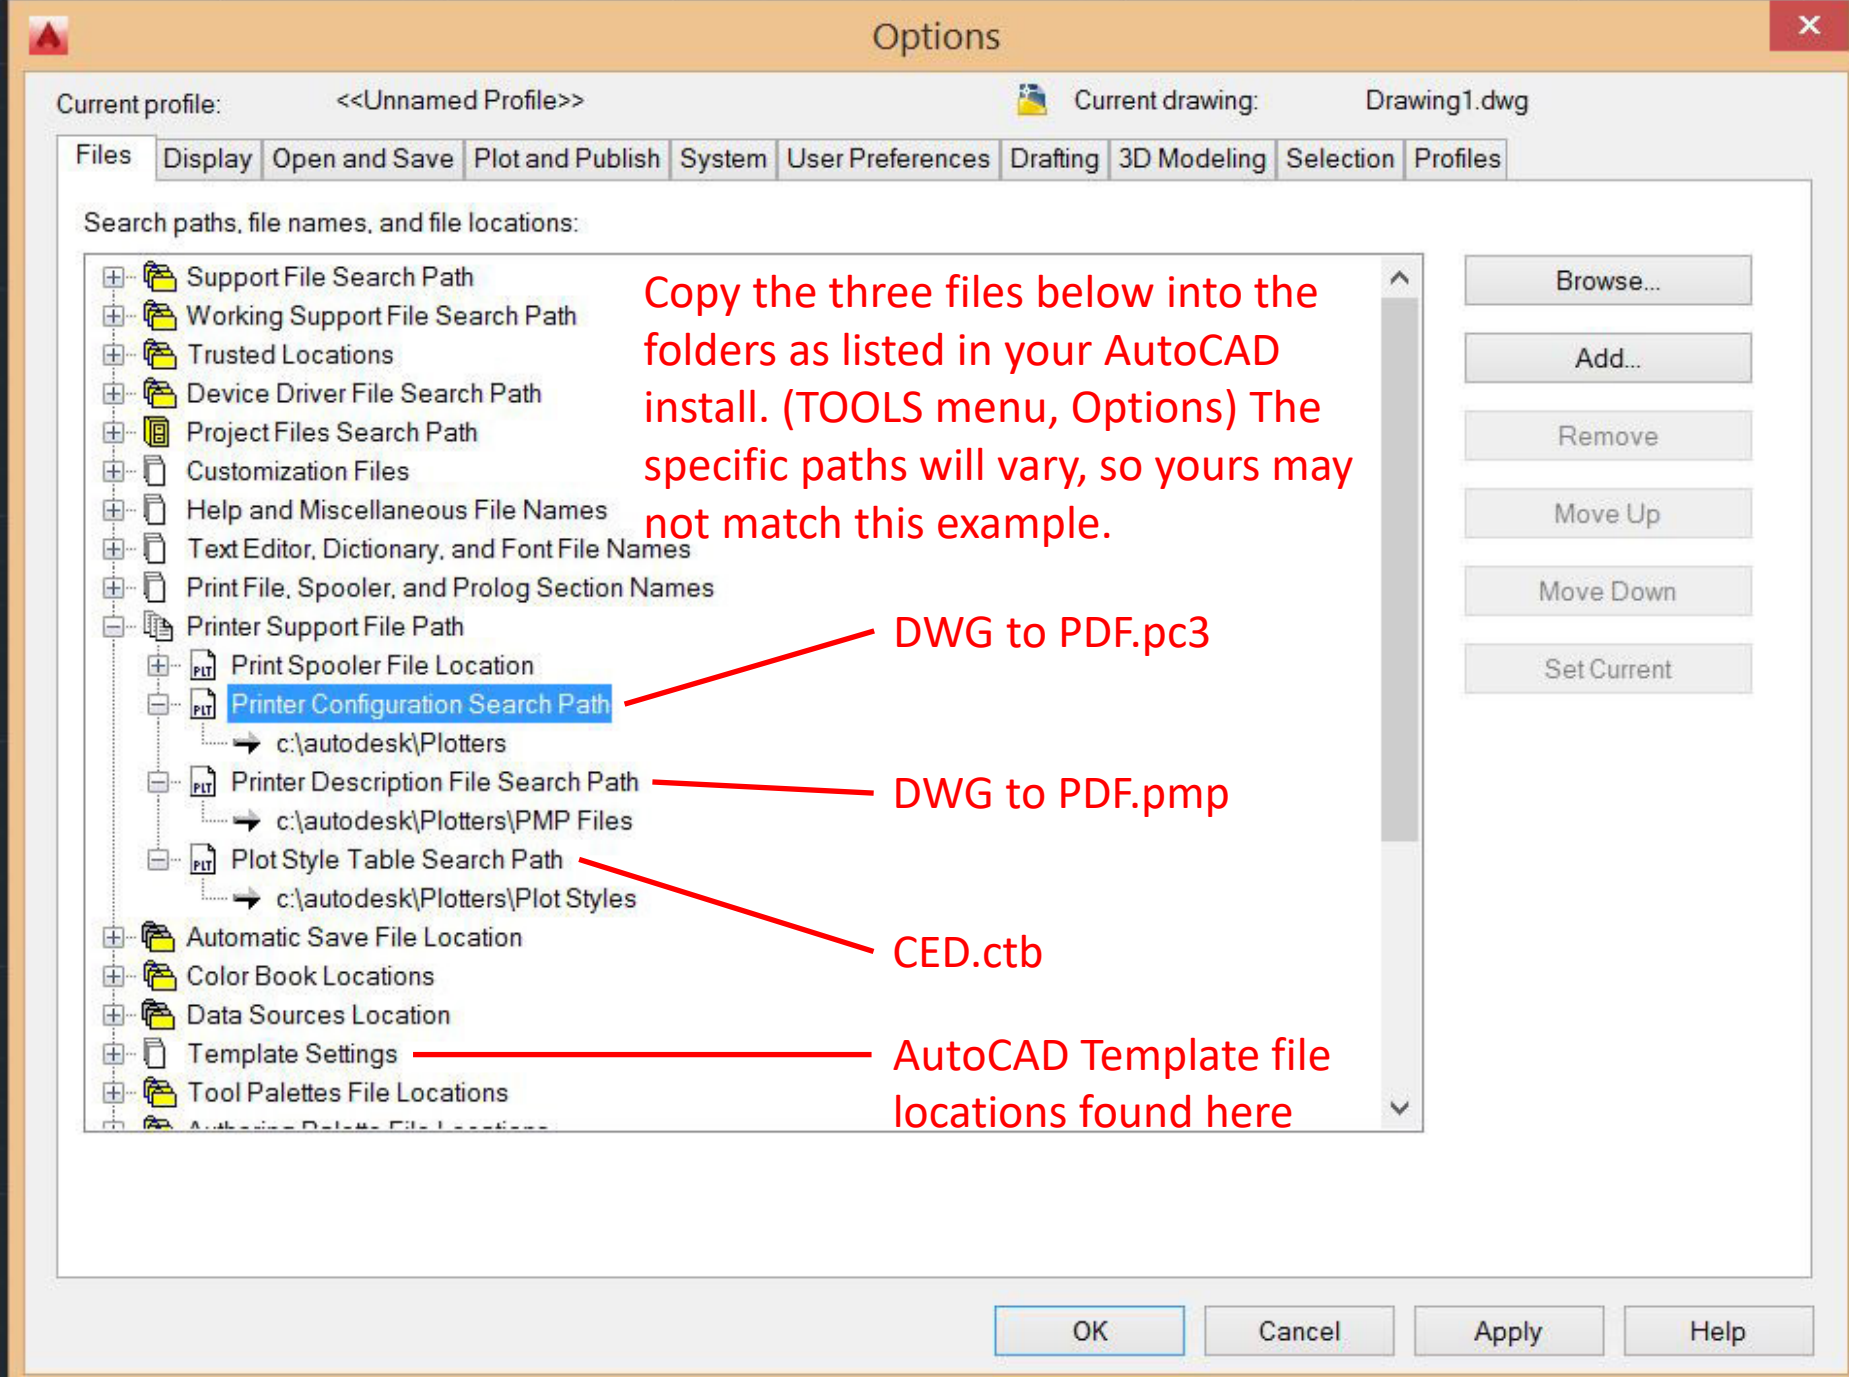 Options
Current profile: <<Unnamed Profile>> Current drawing: Drawing1.dwg
Files Display Open and Save Plot and Publish System User Preferences Drafting 3D Modeling Selection Profiles
Search paths, file names, and file locations:
Support File Search Path
Working Support File Search Path
Trusted Locations
Device Driver File Search Path
Project Files Search Path
Customization Files
Help and Miscellaneous File Names
Text Editor, Dictionary, and Font File Names
Print File, Spooler, and Prolog Section Names
Printer Support File Path
Print Spooler File Location
Printer Configuration Search Path
c:\autodesk\Plotters
Printer Description File Search Path
c:\autodesk\Plotters\PMP Files
Plot Style Table Search Path
c:\autodesk\Plotters\Plot Styles
Automatic Save File Location
Color Book Locations
Data Sources Location
Template Settings
Tool Palettes File Locations
Authoring Palette File Locations
Copy the three files below into the
folders as listed in your AutoCAD
install. (TOOLS menu, Options) The
specific paths will vary, so yours may
not match this example.
DWG to PDF.pc3
DWG to PDF.pmp
CED.ctb
AutoCAD Template file
locations found here
Browse...
Add...
Remove
Move Up
Move Down
Set Current
OK Cancel Apply Help